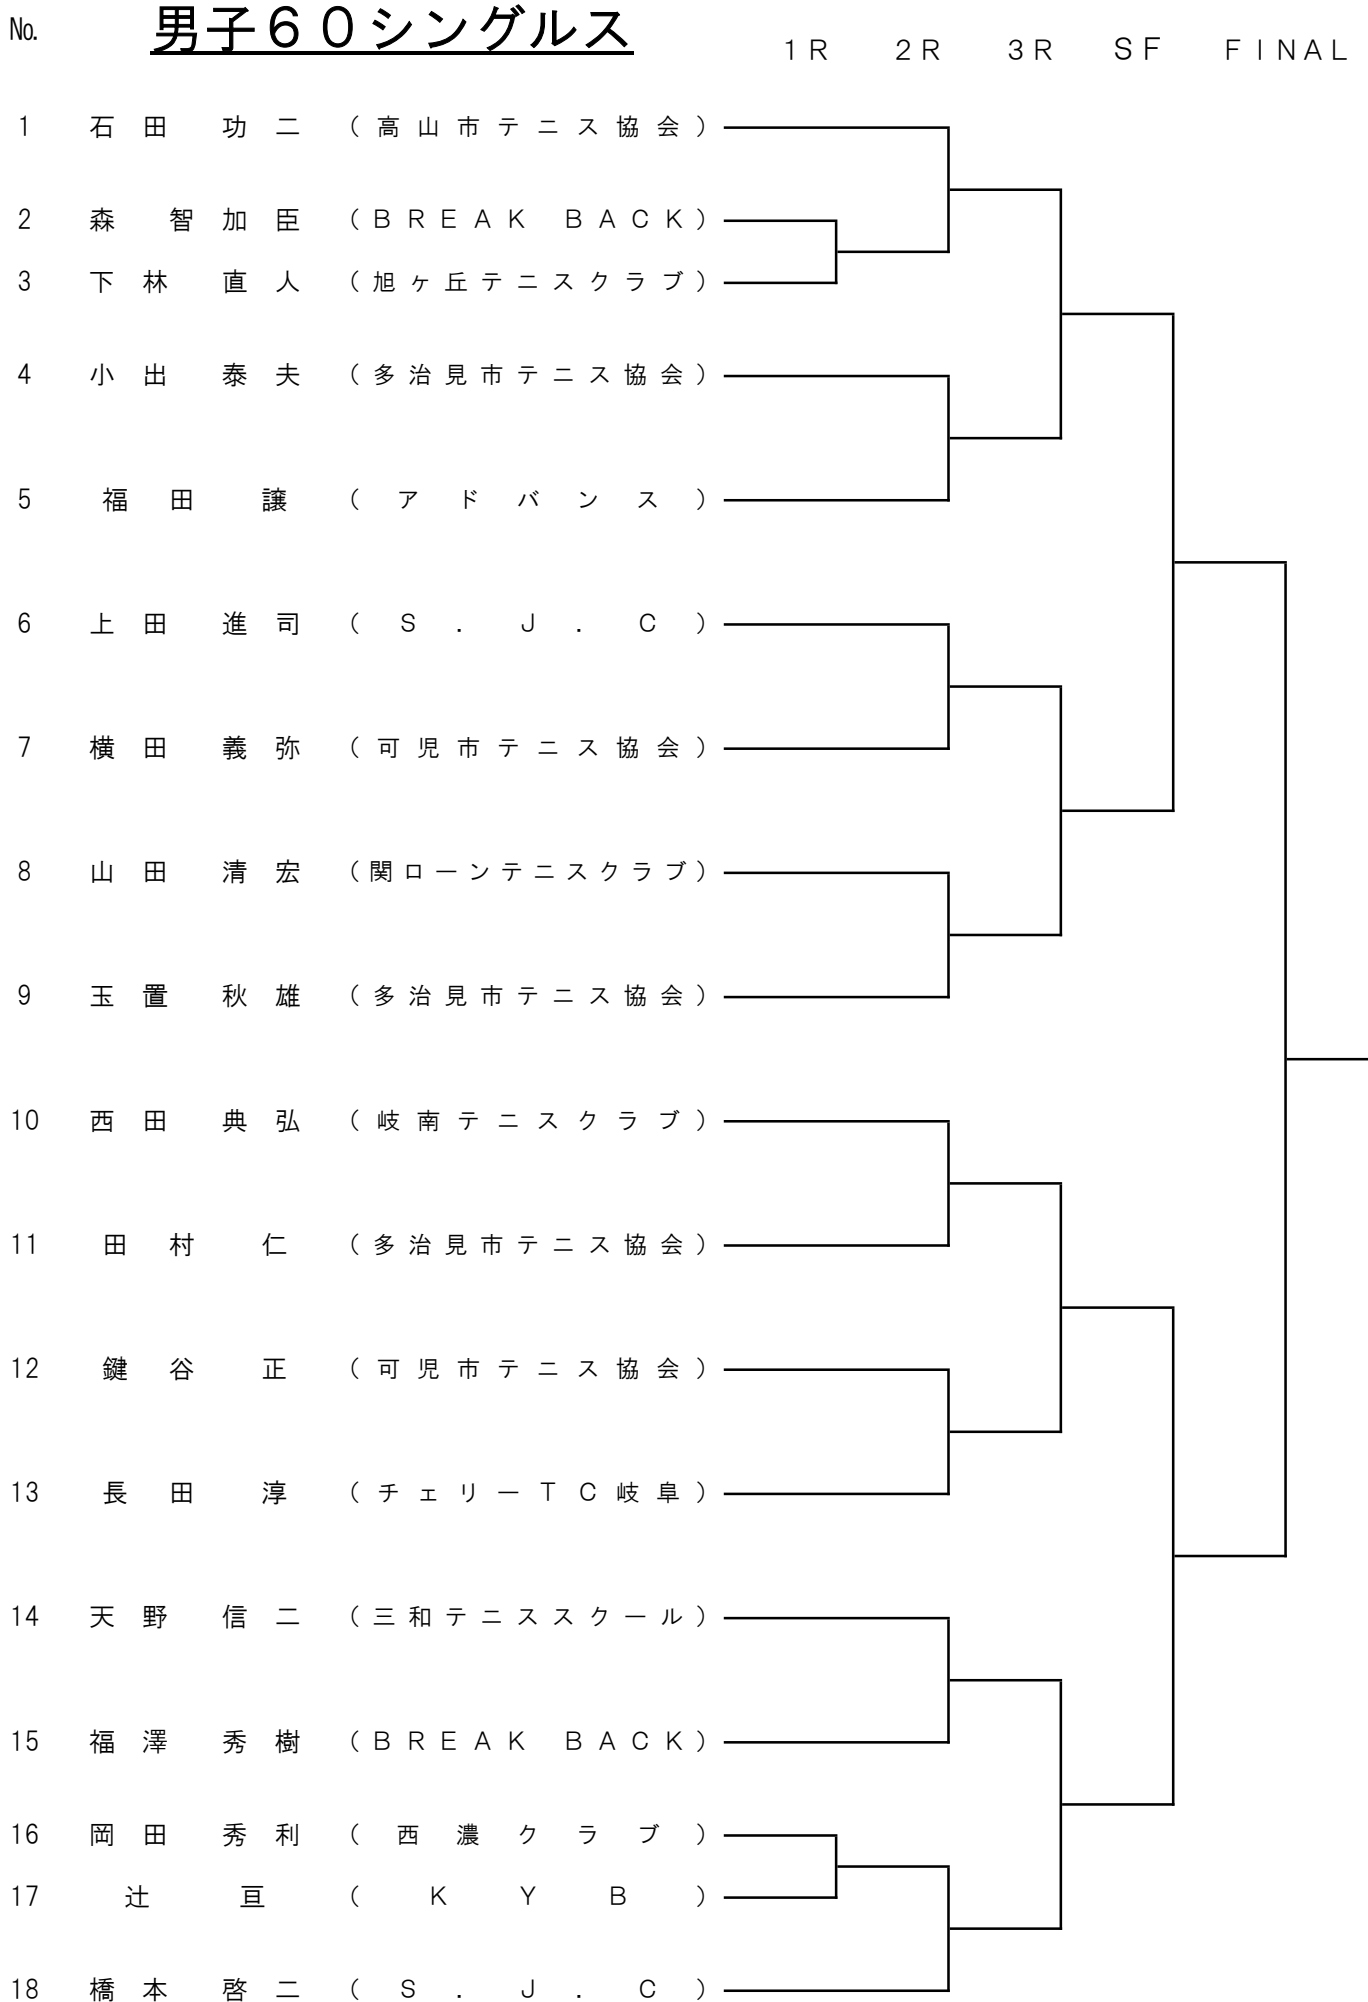 No. 男子６０シングルス １Ｒ ２Ｒ ３Ｒ ＳＦ ＦＩＮＡＬ
1 石田 功二 （高山市テニス協会）
2 森 智加臣 （ＢＲＥＡＫ ＢＡＣＫ）
3 下林 直人 （旭ヶ丘テニスクラブ）
4 小出 泰夫 （多治見市テニス協会）
5 福田 譲 （アドバンス）
6 上田 進司 （Ｓ．Ｊ．Ｃ）
7 横田 義弥 （可児市テニス協会）
8 山田 清宏 （関ローンテニスクラブ）
9 玉置 秋雄 （多治見市テニス協会）
10 西田 典弘 （岐南テニスクラブ）
11 田村 仁 （多治見市テニス協会）
12 鍵谷 正 （可児市テニス協会）
13 長田 淳 （チェリーＴＣ岐阜）
14 天野 信二 （三和テニススクール）
15 福澤 秀樹 （ＢＲＥＡＫ ＢＡＣＫ）
16 岡田 秀利 （西濃クラブ）
17 辻 亘 （ＫＹＢ）
18 橋本 啓二 （Ｓ．Ｊ．Ｃ）